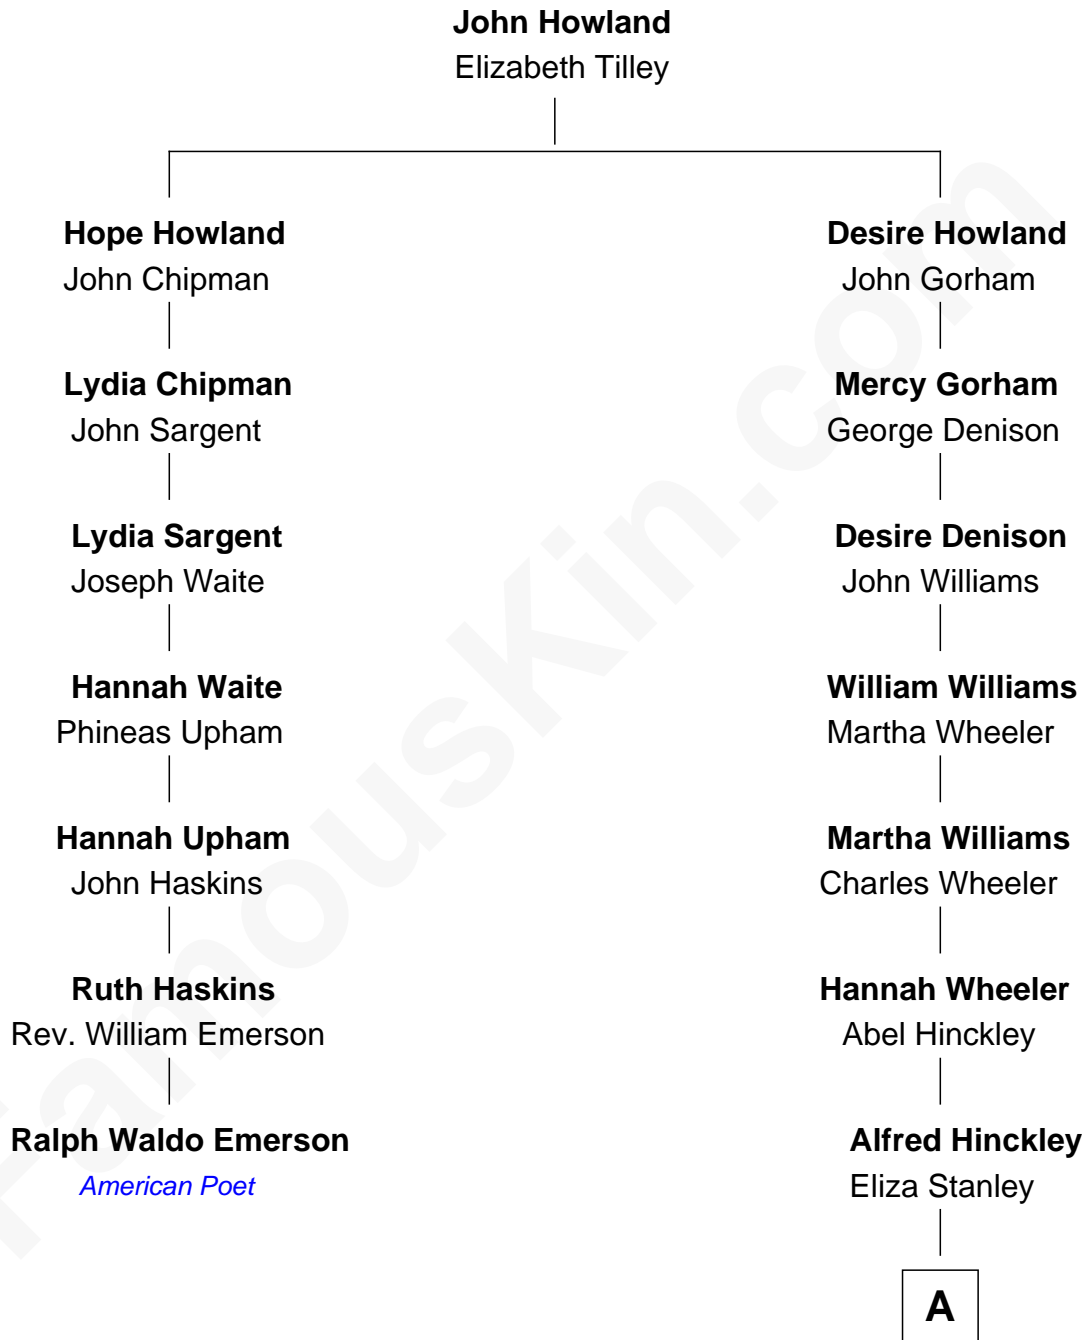 John Howland
Elizabeth Tilley
Hope Howland
John Chipman
Desire Howland
John Gorham
Lydia Chipman
John Sargent
Mercy Gorham
George Denison
Lydia Sargent
Joseph Waite
Desire Denison
John Williams
Hannah Waite
Phineas Upham
William Williams
Martha Wheeler
Hannah Upham
John Haskins
Martha Williams
Charles Wheeler
Ruth Haskins
Rev. William Emerson
Hannah Wheeler
Abel Hinckley
Ralph Waldo Emerson
American Poet
Alfred Hinckley
Eliza Stanley
A
FamousKin.com